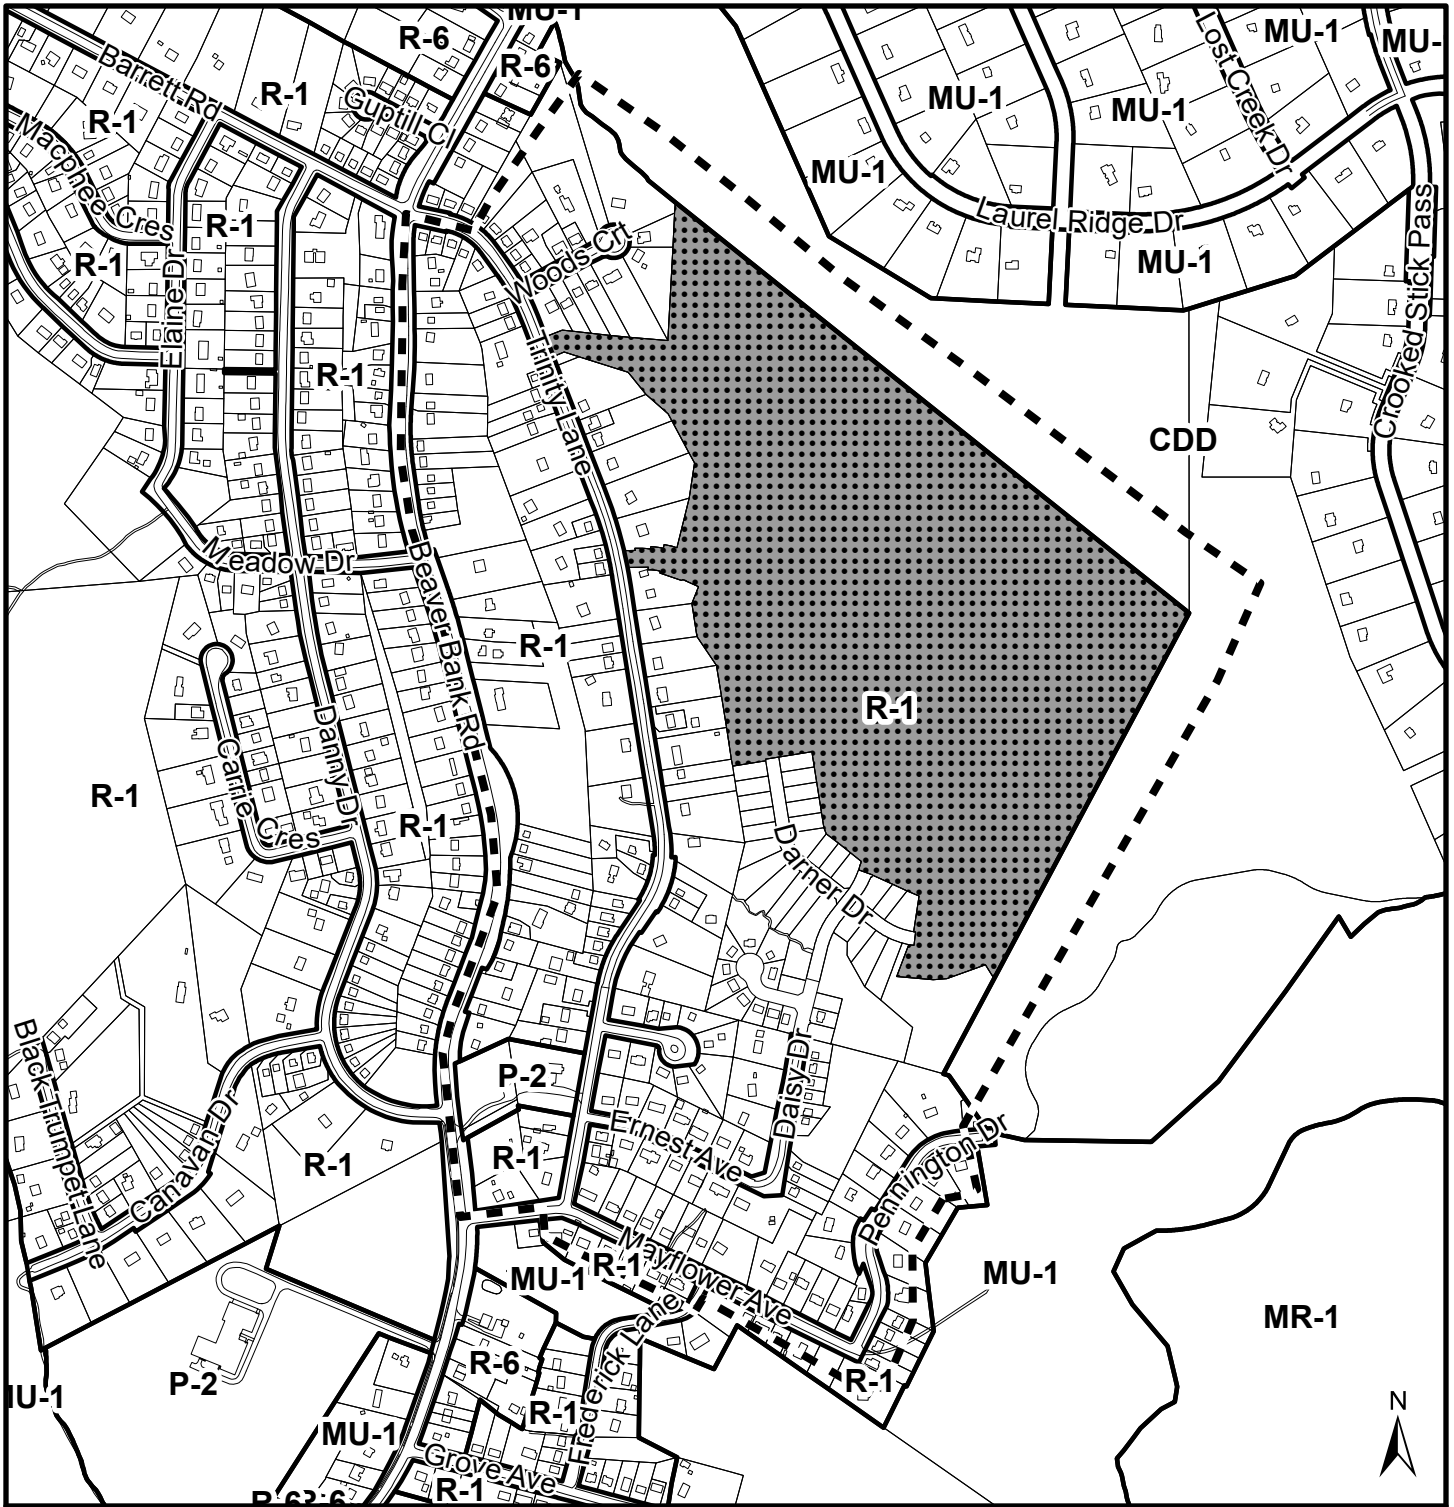 MU-1
R-6
R-6
Lost Creek Dr
MU-1
MU-
Barrett Rd
R-1
Guptill Cl
MU-1
MU-1
R-1
Macphee Cres
MU-1
R-1
Laurel Ridge Dr
Crooked Stick Pass
R-1
Woods Crt
MU-1
Elaine Dr
R-1
Trinity Lane
CDD
Meadow Dr
Beaver Bank Rd
R-1
R-1
Danny Dr
Carrie Cres
R-1
R-1
Darner Dr
Black Trumpet Lane
P-2
Daisy Dr
Ernest Ave
Pennington Dr
Canavan Dr
R-1
R-1
Mayflower Ave
R-1
MU-1
MU-1
MR-1
Frederick Lane
R-6
P-2
R-1
IU-1
R-1
MU-1
N
Grove Ave
R-1